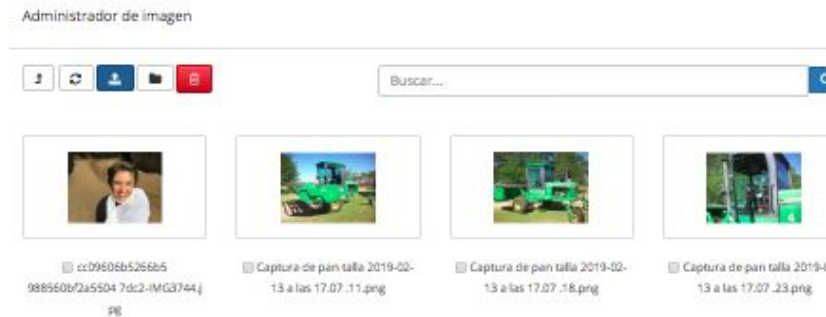 Administrador de imagen
Buscar...
cc09606b5266b5
988560bf2a5504 7dc2-IMG3744.j
pg
Captura de pan talla 2019-02-
13 a las 17.07 .11.png
Captura de pan talla 2019-02-
13 a las 17.07 .18.png
Captura de pan talla 2019-0
13 a las 17.07 .23.png
4